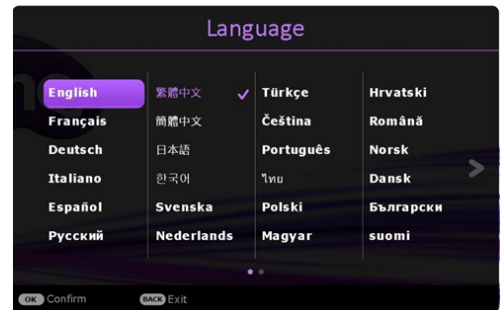 Language
English
Français
Deutsch
Italiano
Español
Русский
繁體中文
簡體中文
日本語
한국어
Svenska
Nederlands
Türkçe
Čeština
Português
ไทย
Polski
Magyar
Hrvatski
Română
Norsk
Dansk
Български
suomi
OK Confirm
BACK Exit